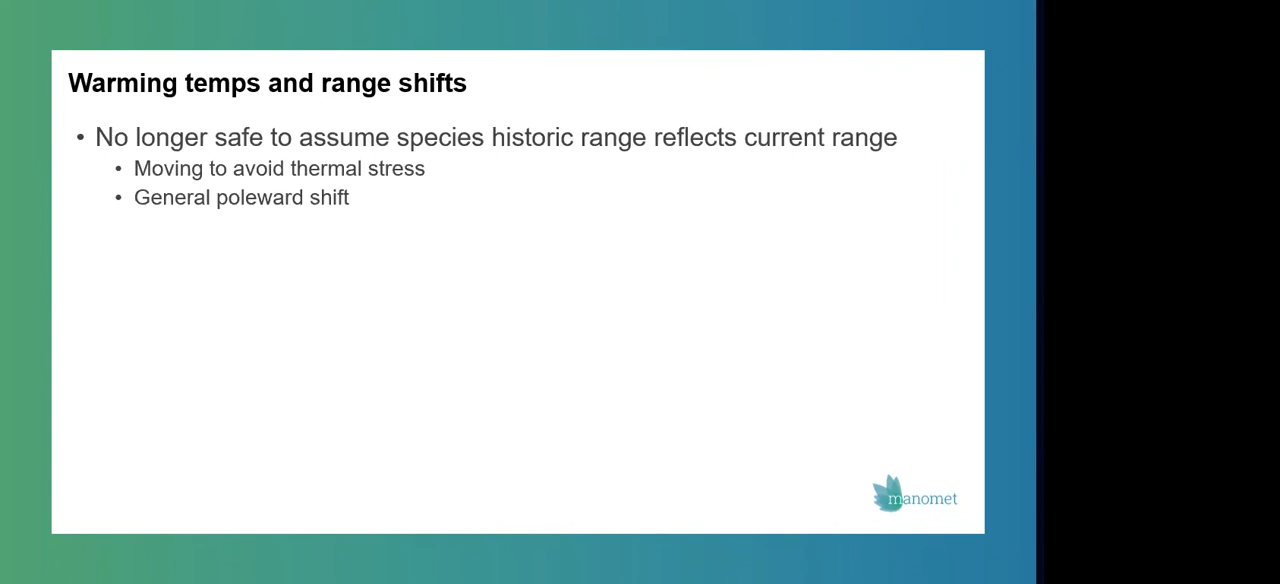 Warming temps and range shifts
• No longer safe to assume species historic range reflects current range
• Moving to avoid thermal stress
• General poleward shift
manomet